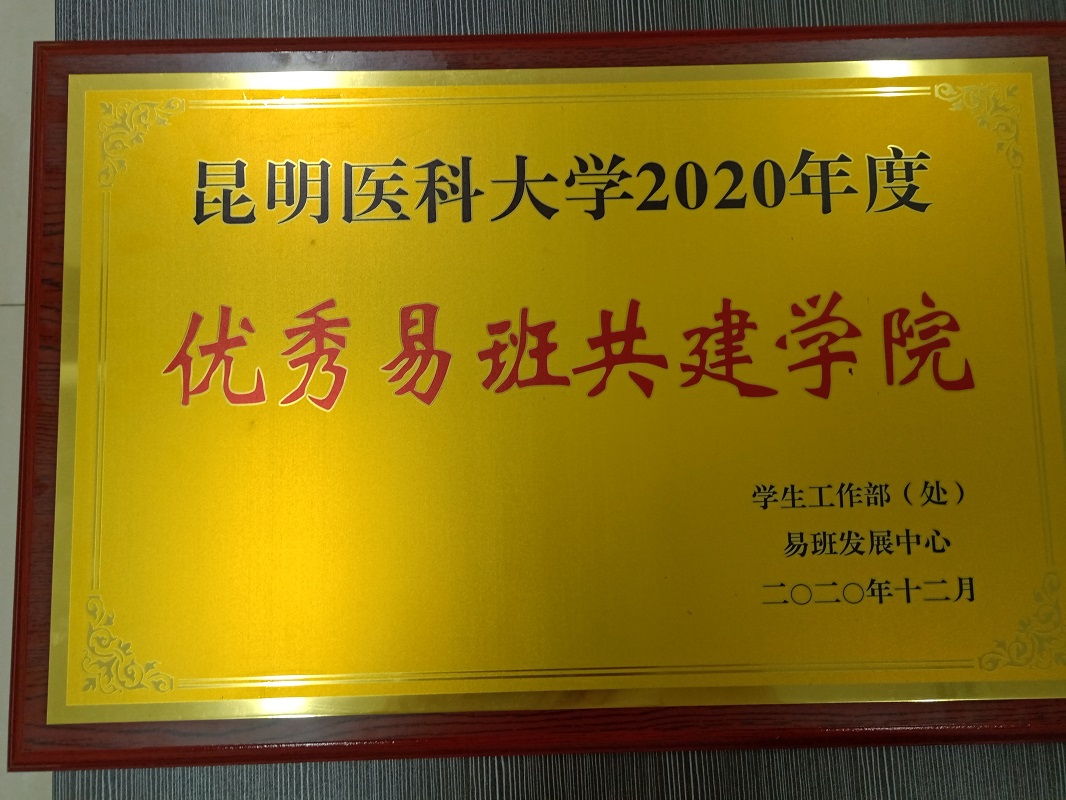 昆明医科大学2020年度
优秀易班共建学院
学生工作部（处）
易班发展中心
二〇二〇年十二月